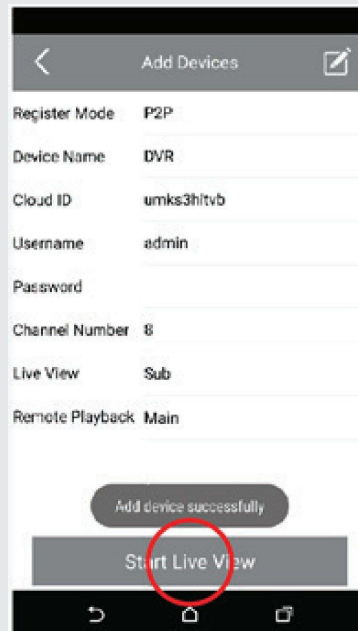 Add Devices
Register Mode P2P
Device Name DVR
Cloud ID umks3hltvb
Username admin
Password
Channel Number 8
Live View Sub
Remote Playback Main
Add device successfully
Start Live View